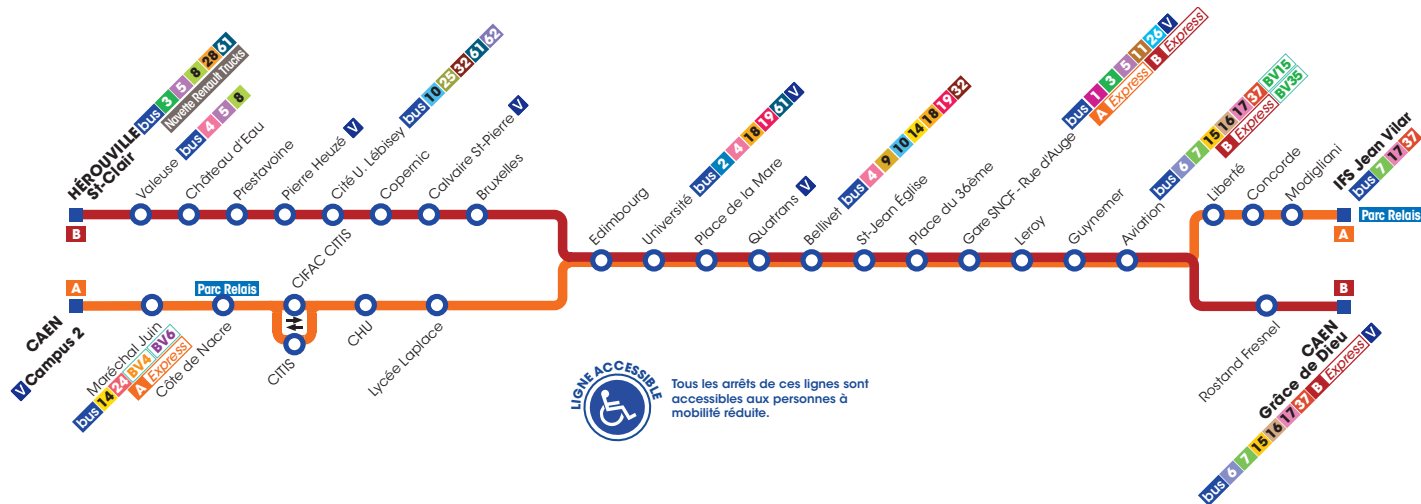 HÉROUVILLE
St-Clair
bus 3 5 8 28 61
Navette Renault Trucks
Valeuse
bus 4 5 8
Château d'Eau
Prestavoine
Pierre Heuzé V
Cité U. Lébisey
bus 10 25 32 61 62
Copernic
Calvaire St-Pierre V
Bruxelles
B
Edimbourg
Université
bus 2 4 18 19 61 V
Place de la Mare
Quatrans V
Bellivet
bus 4 9 10 14 18 19 32
St-Jean Église
Place du 36ème
Gare SNCF - Rue d'Auge
bus 1 3 5 11 26 V
A Express B Express
Leroy
Guynemer
Aviation
bus 6 7 15 16 17 37 BV15
B Express BV35
Liberté
Concorde
Modigliani
IFS Jean Vilar
bus 7 17 37
Parc Relais
A
A
CAEN
V Campus 2
Maréchal Juin
bus 14 24 BV4 BV6
A Express
Parc Relais
Côte de Nacre
CIFAC CITIS
CITIS
CHU
Lycée Laplace
B
Rostand Fresnel
CAEN
Grâce de Dieu
bus 6 7 15 16 17 37 B Express V
LIGNE ACCESSIBLE
Tous les arrêts de ces lignes sont
accessibles aux personnes à
mobilité réduite.